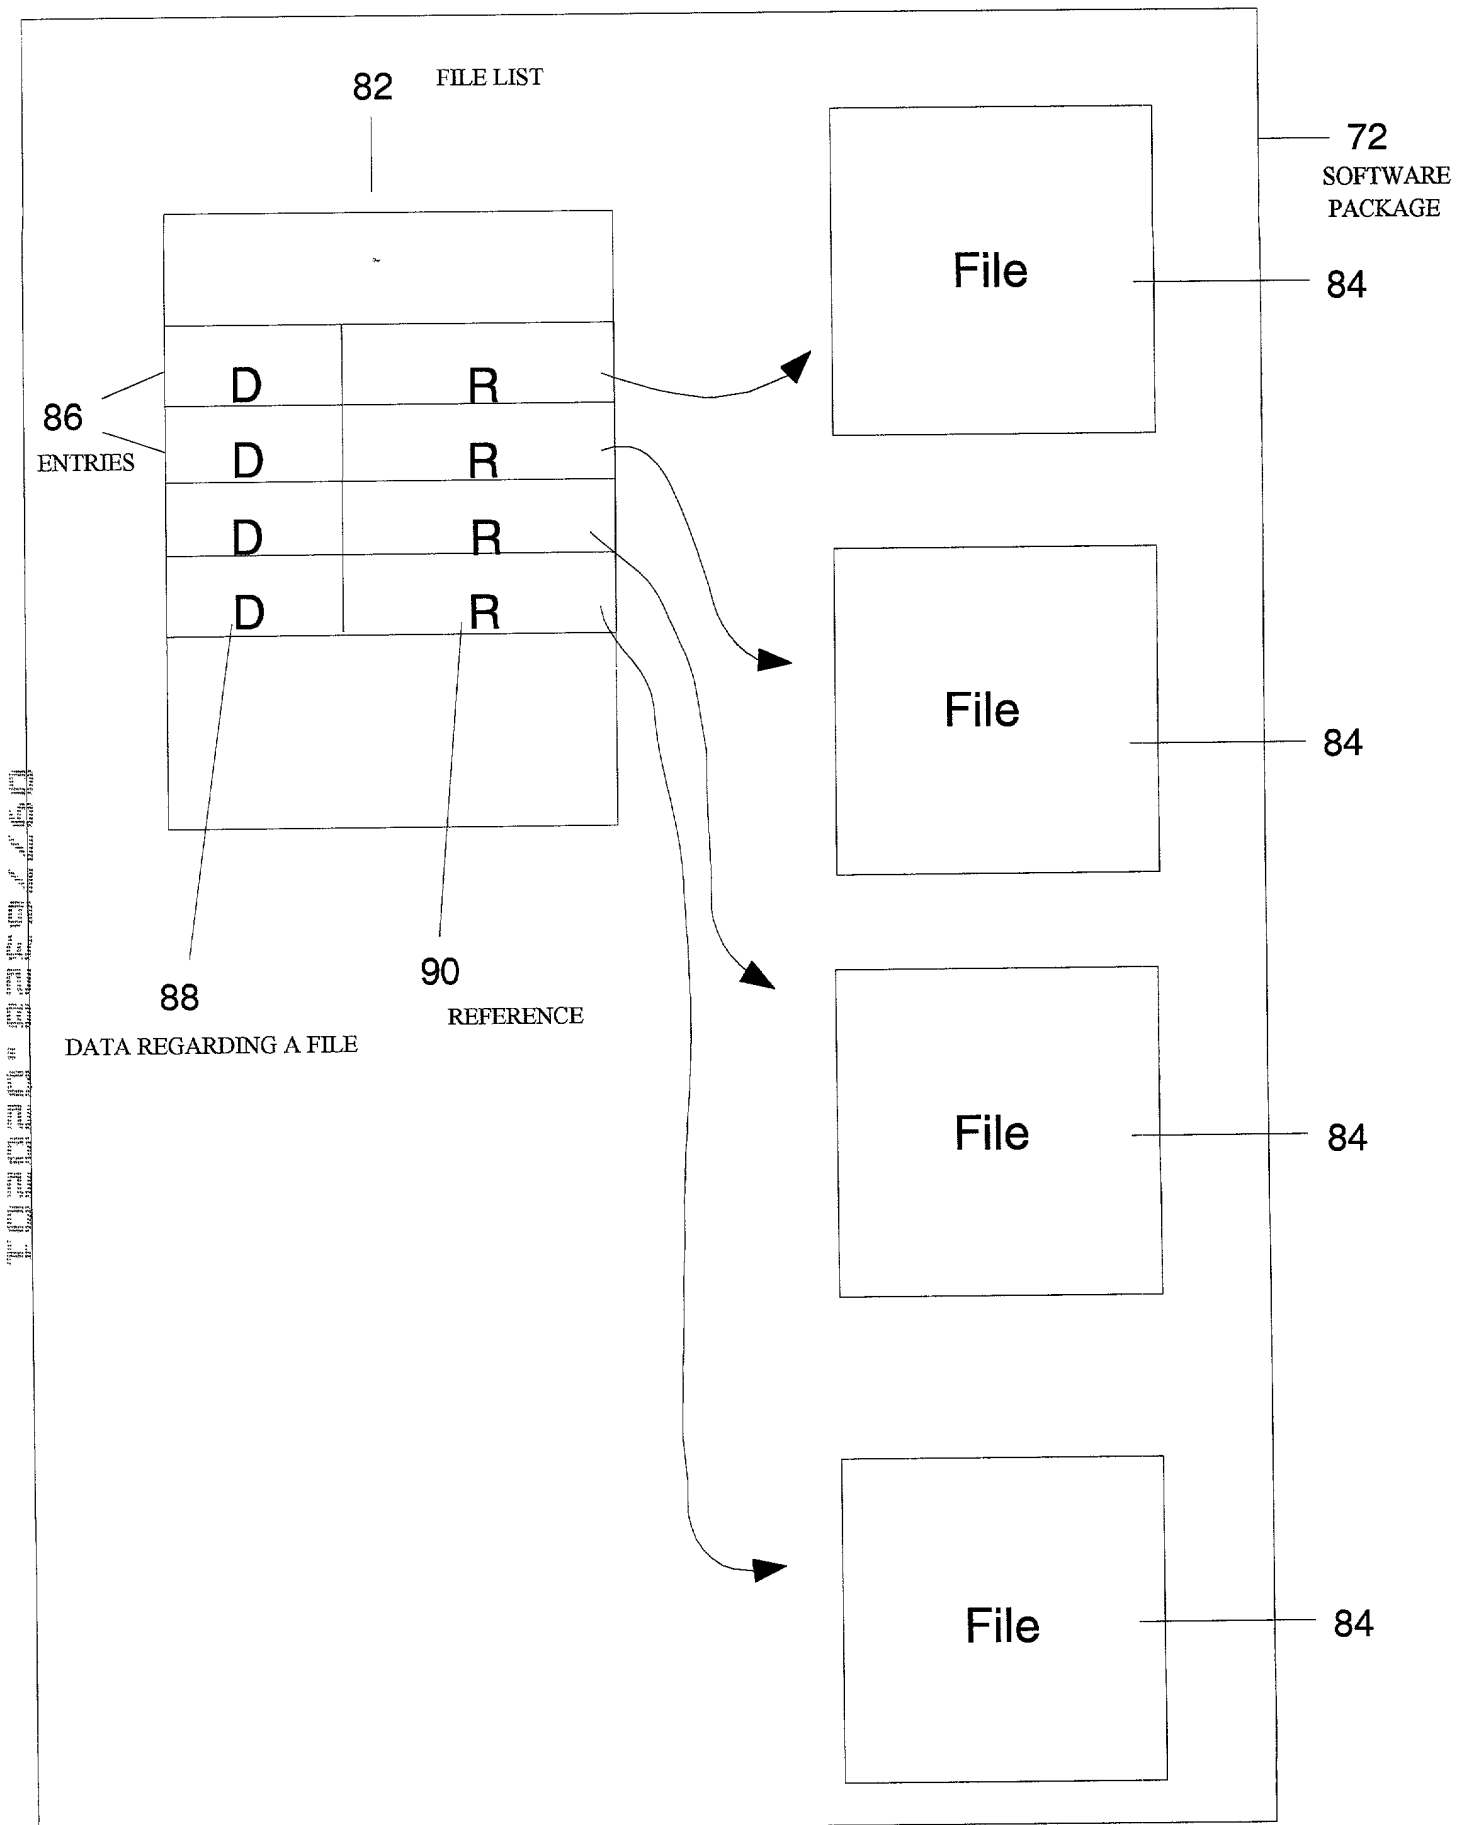 82 FILE LIST
72
SOFTWARE
PACKAGE
File
84
86
ENTRIES
D R
D R
D R
D R
File
84
90
REFERENCE
88
DATA REGARDING A FILE
File
84
File
84